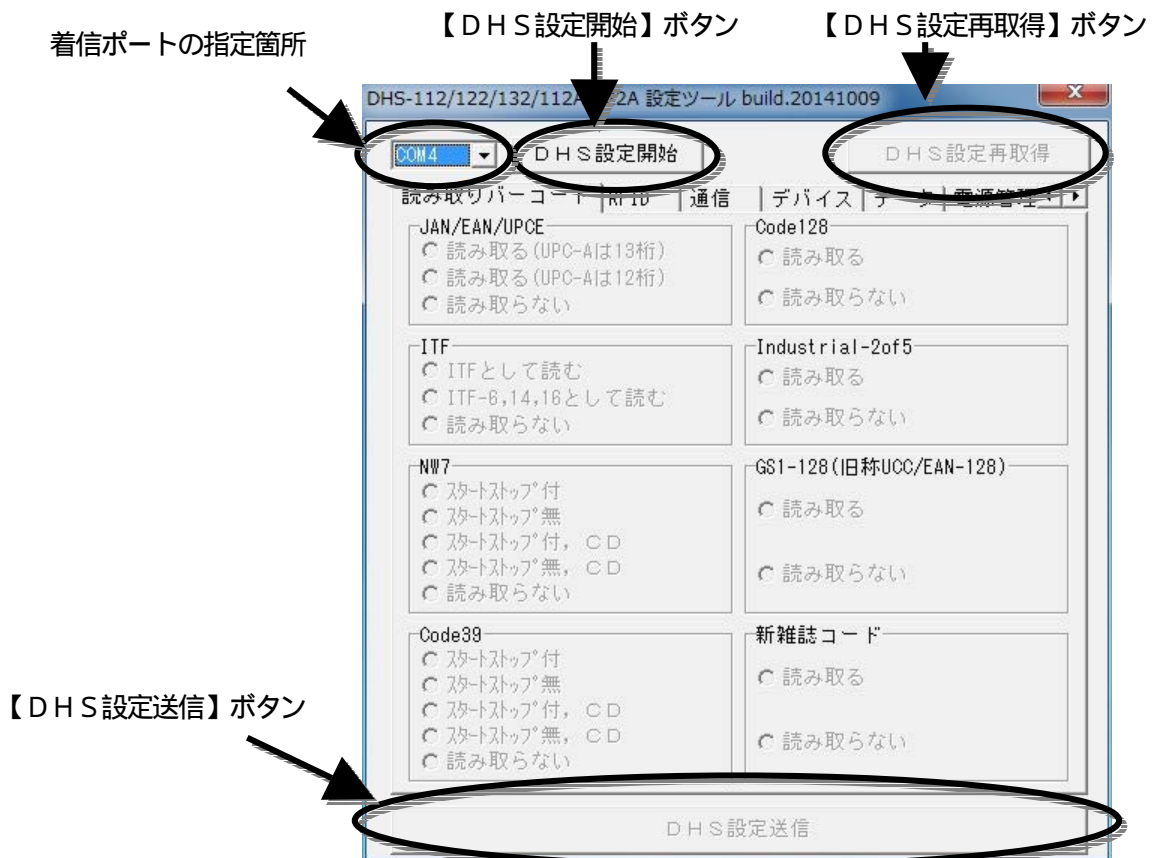 【ＤＨＳ設定開始】ボタン
【ＤＨＳ設定再取得】ボタン
着信ポートの指定箇所
DHS-112/122/132/112A 2A 設定ツール build.20141009
COM4
ＤＨＳ設定開始
ＤＨＳ設定再取得
読み取りバーコード
RFID
通信
デバイス
データ
電源管理
JAN/EAN/UPCE
読み取る(UPC-Aは13桁)
読み取る(UPC-Aは12桁)
読み取らない
Code128
読み取る
読み取らない
ITF
ITFとして読む
ITF-6,14,16として読む
読み取らない
Industrial-2of5
読み取る
読み取らない
NW7
ｽﾀｰﾄｽﾄｯﾌﾟ付
ｽﾀｰﾄｽﾄｯﾌﾟ無
ｽﾀｰﾄｽﾄｯﾌﾟ付，ＣＤ
ｽﾀｰﾄｽﾄｯﾌﾟ無，ＣＤ
読み取らない
GS1-128(旧称UCC/EAN-128)
読み取る
読み取らない
Code39
ｽﾀｰﾄｽﾄｯﾌﾟ付
ｽﾀｰﾄｽﾄｯﾌﾟ無
ｽﾀｰﾄｽﾄｯﾌﾟ付，ＣＤ
ｽﾀｰﾄｽﾄｯﾌﾟ無，ＣＤ
読み取らない
新雑誌コード
読み取る
読み取らない
【ＤＨＳ設定送信】ボタン
ＤＨＳ設定送信